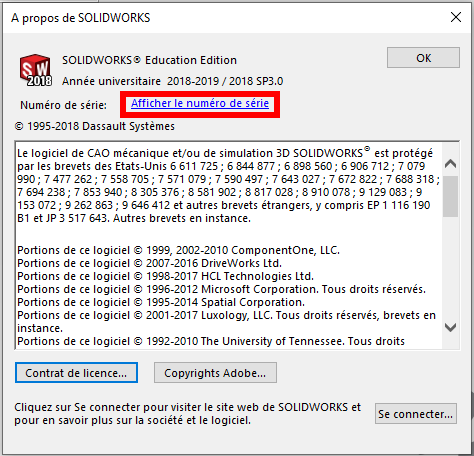 A propos de SOLIDWORKS
SW
2018
SOLIDWORKS® Education Edition
OK
Année universitaire 2018-2019 / 2018 SP3.0
Numéro de série: Afficher le numéro de série
© 1995-2018 Dassault Systèmes
Le logiciel de CAO mécanique et/ou de simulation 3D SOLIDWORKS® est protégé
par les brevets des Etats-Unis 6 611 725 ; 6 844 877 ; 6 898 560 ; 6 906 712 ; 7 079
990 ; 7 477 262 ; 7 558 705 ; 7 571 079 ; 7 590 497 ; 7 643 027 ; 7 672 822 ; 7 688 318 ;
7 694 238 ; 7 853 940 ; 8 305 376 ; 8 581 902 ; 8 817 028 ; 8 910 078 ; 9 129 083 ; 9
153 072 ; 9 262 863 ; 9 646 412 et autres brevets étrangers, y compris EP 1 116 190
B1 et JP 3 517 643. Autres brevets en instance.
Portions de ce logiciel © 1999, 2002-2010 ComponentOne, LLC.
Portions de ce logiciel © 2007-2016 DriveWorks Ltd.
Portions de ce logiciel © 1998-2017 HCL Technologies Ltd.
Portions de ce logiciel © 1996-2012 Microsoft Corporation. Tous droits réservés.
Portions de ce logiciel © 1995-2014 Spatial Corporation.
Portions de ce logiciel © 2001-2017 Luxology, LLC. Tous droits réservés, brevets en
instance.
Portions de ce logiciel © 1992-2010 The University of Tennessee. Tous droits
Contrat de licence...
Copyrights Adobe...
Cliquez sur Se connecter pour visiter le site web de SOLIDWORKS et
pour en savoir plus sur la société et le logiciel.
Se connecter...